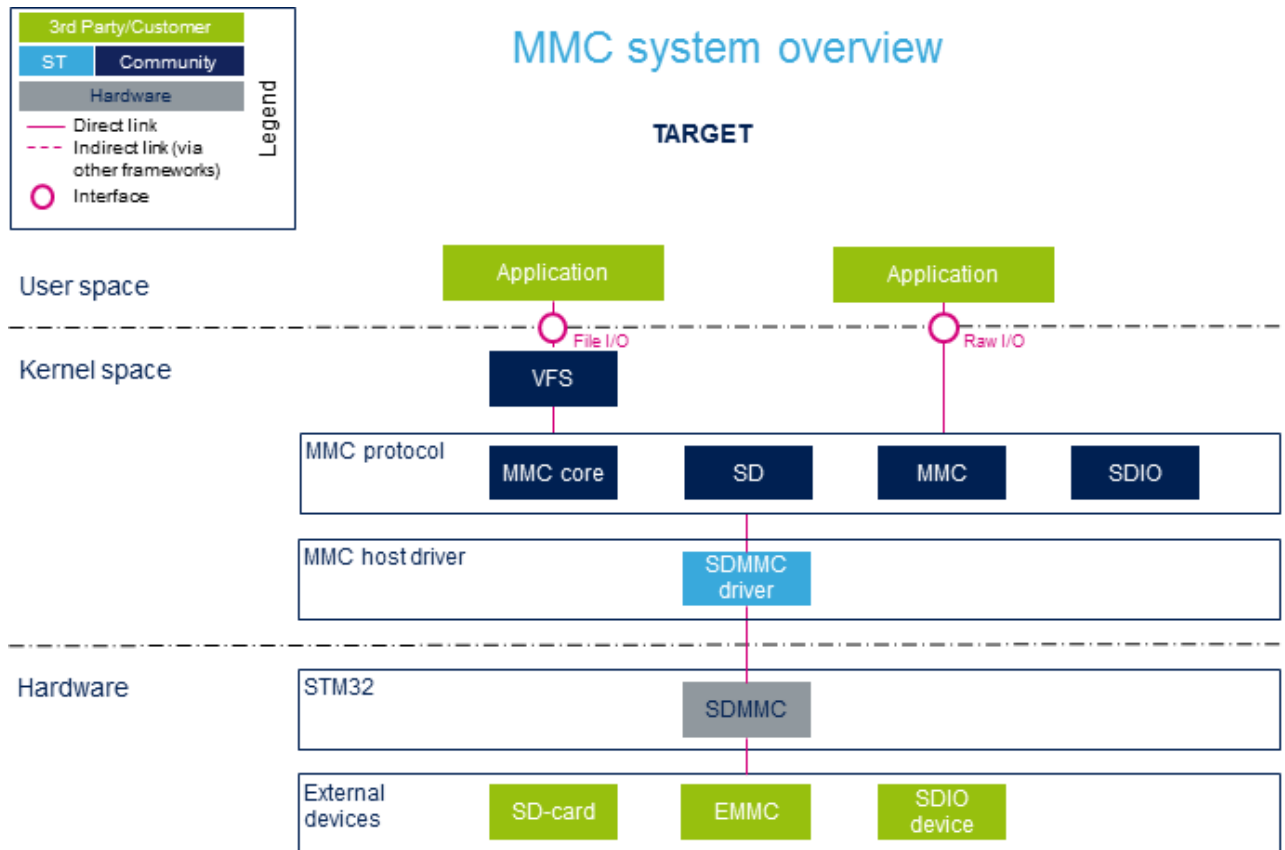 3rd Party/Customer
ST
Community
Hardware
Direct link
Indirect link (via
other frameworks)
Interface
Legend
MMC system overview
TARGET
User space
Application
Application
File I/O
Raw I/O
Kernel space
VFS
MMC protocol
MMC core
SD
MMC
SDIO
MMC host driver
SDMMC
driver
Hardware
STM32
SDMMC
External
devices
SD-card
EMMC
SDIO
device